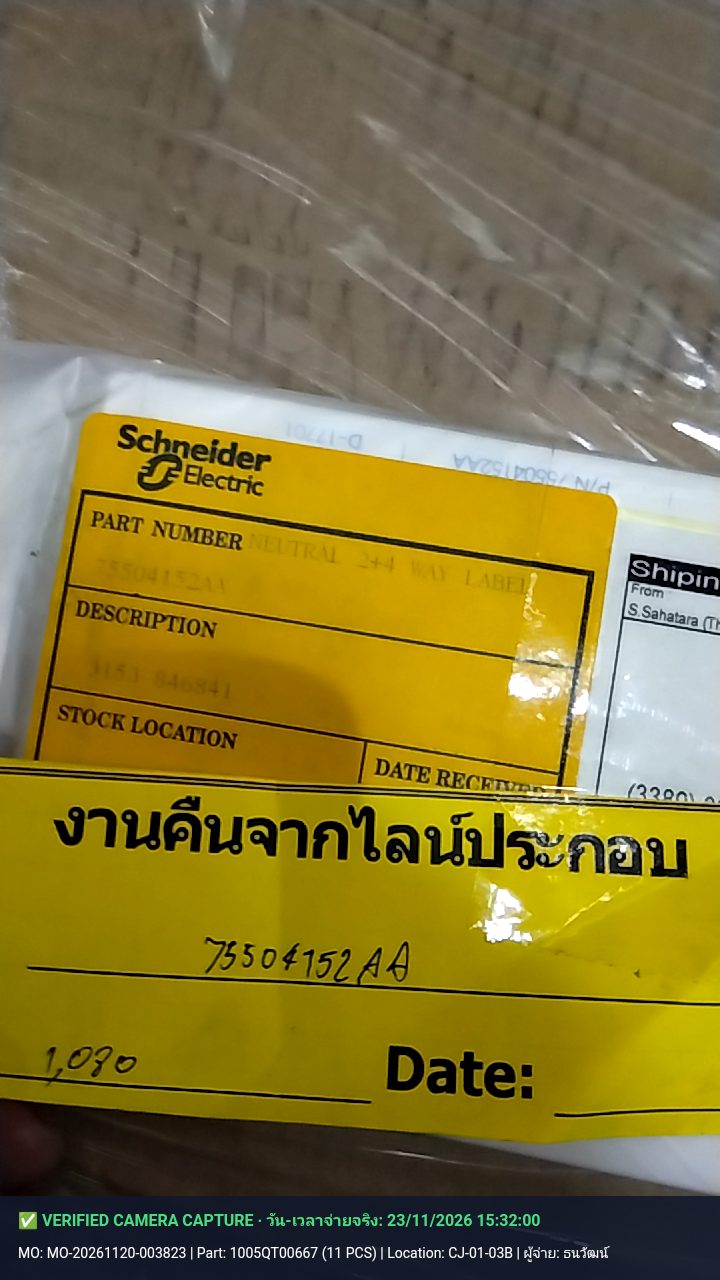 D-17701
P/N 75504152AA
Schneider
Electric
PART NUMBER NEUTRAL 2+4 WAY LABEL
75504152AA
DESCRIPTION
3153 846841
STOCK LOCATION
DATE RECEIVED
Shipin
From
S.Sahatara (Th
งานคืนจากไลน์ประกอบ
75504152AA
1,080
Date:
✅ VERIFIED CAMERA CAPTURE · วัน-เวลาจ่ายจริง: 23/11/2026 15:32:00
MO: MO-20261120-003823 | Part: 1005QT00667 (11 PCS) | Location: CJ-01-03B | ผู้จ่าย: ธนวัฒน์